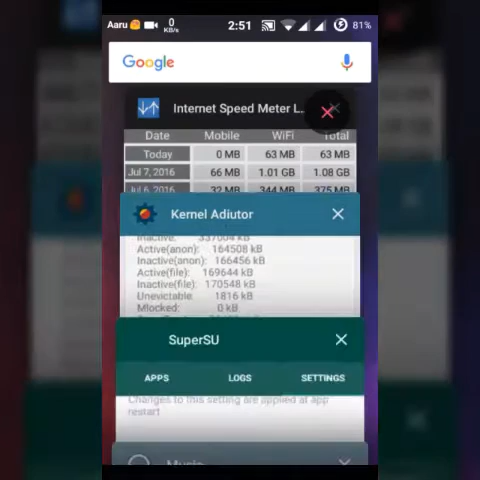 Aaru 0 KB/s 2:51 81%
Google
Internet Speed Meter L...
Date Mobile WiFi Total
Today 0 MB 63 MB 63 MB
Jul 7, 2016 66 MB 1.01 GB 1.08 GB
Jul 6, 2016 32 MB 344 MB 375 MB
Kernel Adiutor
Inactive: 337004 kB
Active(anon): 164508 kB
Inactive(anon): 166456 kB
Active(file): 169644 kB
Inactive(file): 170548 kB
Unevictable: 1816 kB
Mlocked: 0 kB
SuperSU
APPS LOGS SETTINGS
Changes to this setting are applied at app
restart
Music